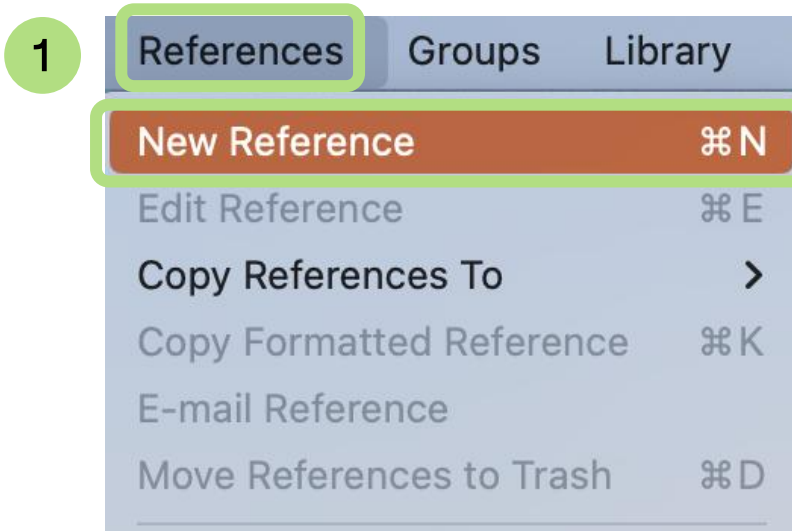 1
References Groups Library
New Reference ⌘N
Edit Reference ⌘E
Copy References To >
Copy Formatted Reference ⌘K
E-mail Reference
Move References to Trash ⌘D